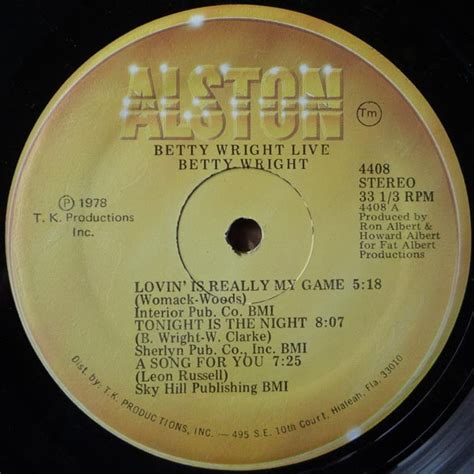 ALSTON
Tm
BETTY WRIGHT LIVE
BETTY WRIGHT
℗ 1978
T. K. Productions
Inc.
4408
STEREO
33 1/3 RPM
4408 A
Produced by
Ron Albert &
Howard Albert
for Fat Albert
Productions
LOVIN' IS REALLY MY GAME 5:18
(Womack-Woods)
Interior Pub. Co. BMI
TONIGHT IS THE NIGHT 8:07
(B. Wright-W. Clarke)
Sherlyn Pub. Co., Inc. BMI
A SONG FOR YOU 7:25
(Leon Russell)
Sky Hill Publishing BMI
Dist. by: T.K. PRODUCTIONS, INC. — 495 S.E. 10th Court, Hialeah, Fla. 33010